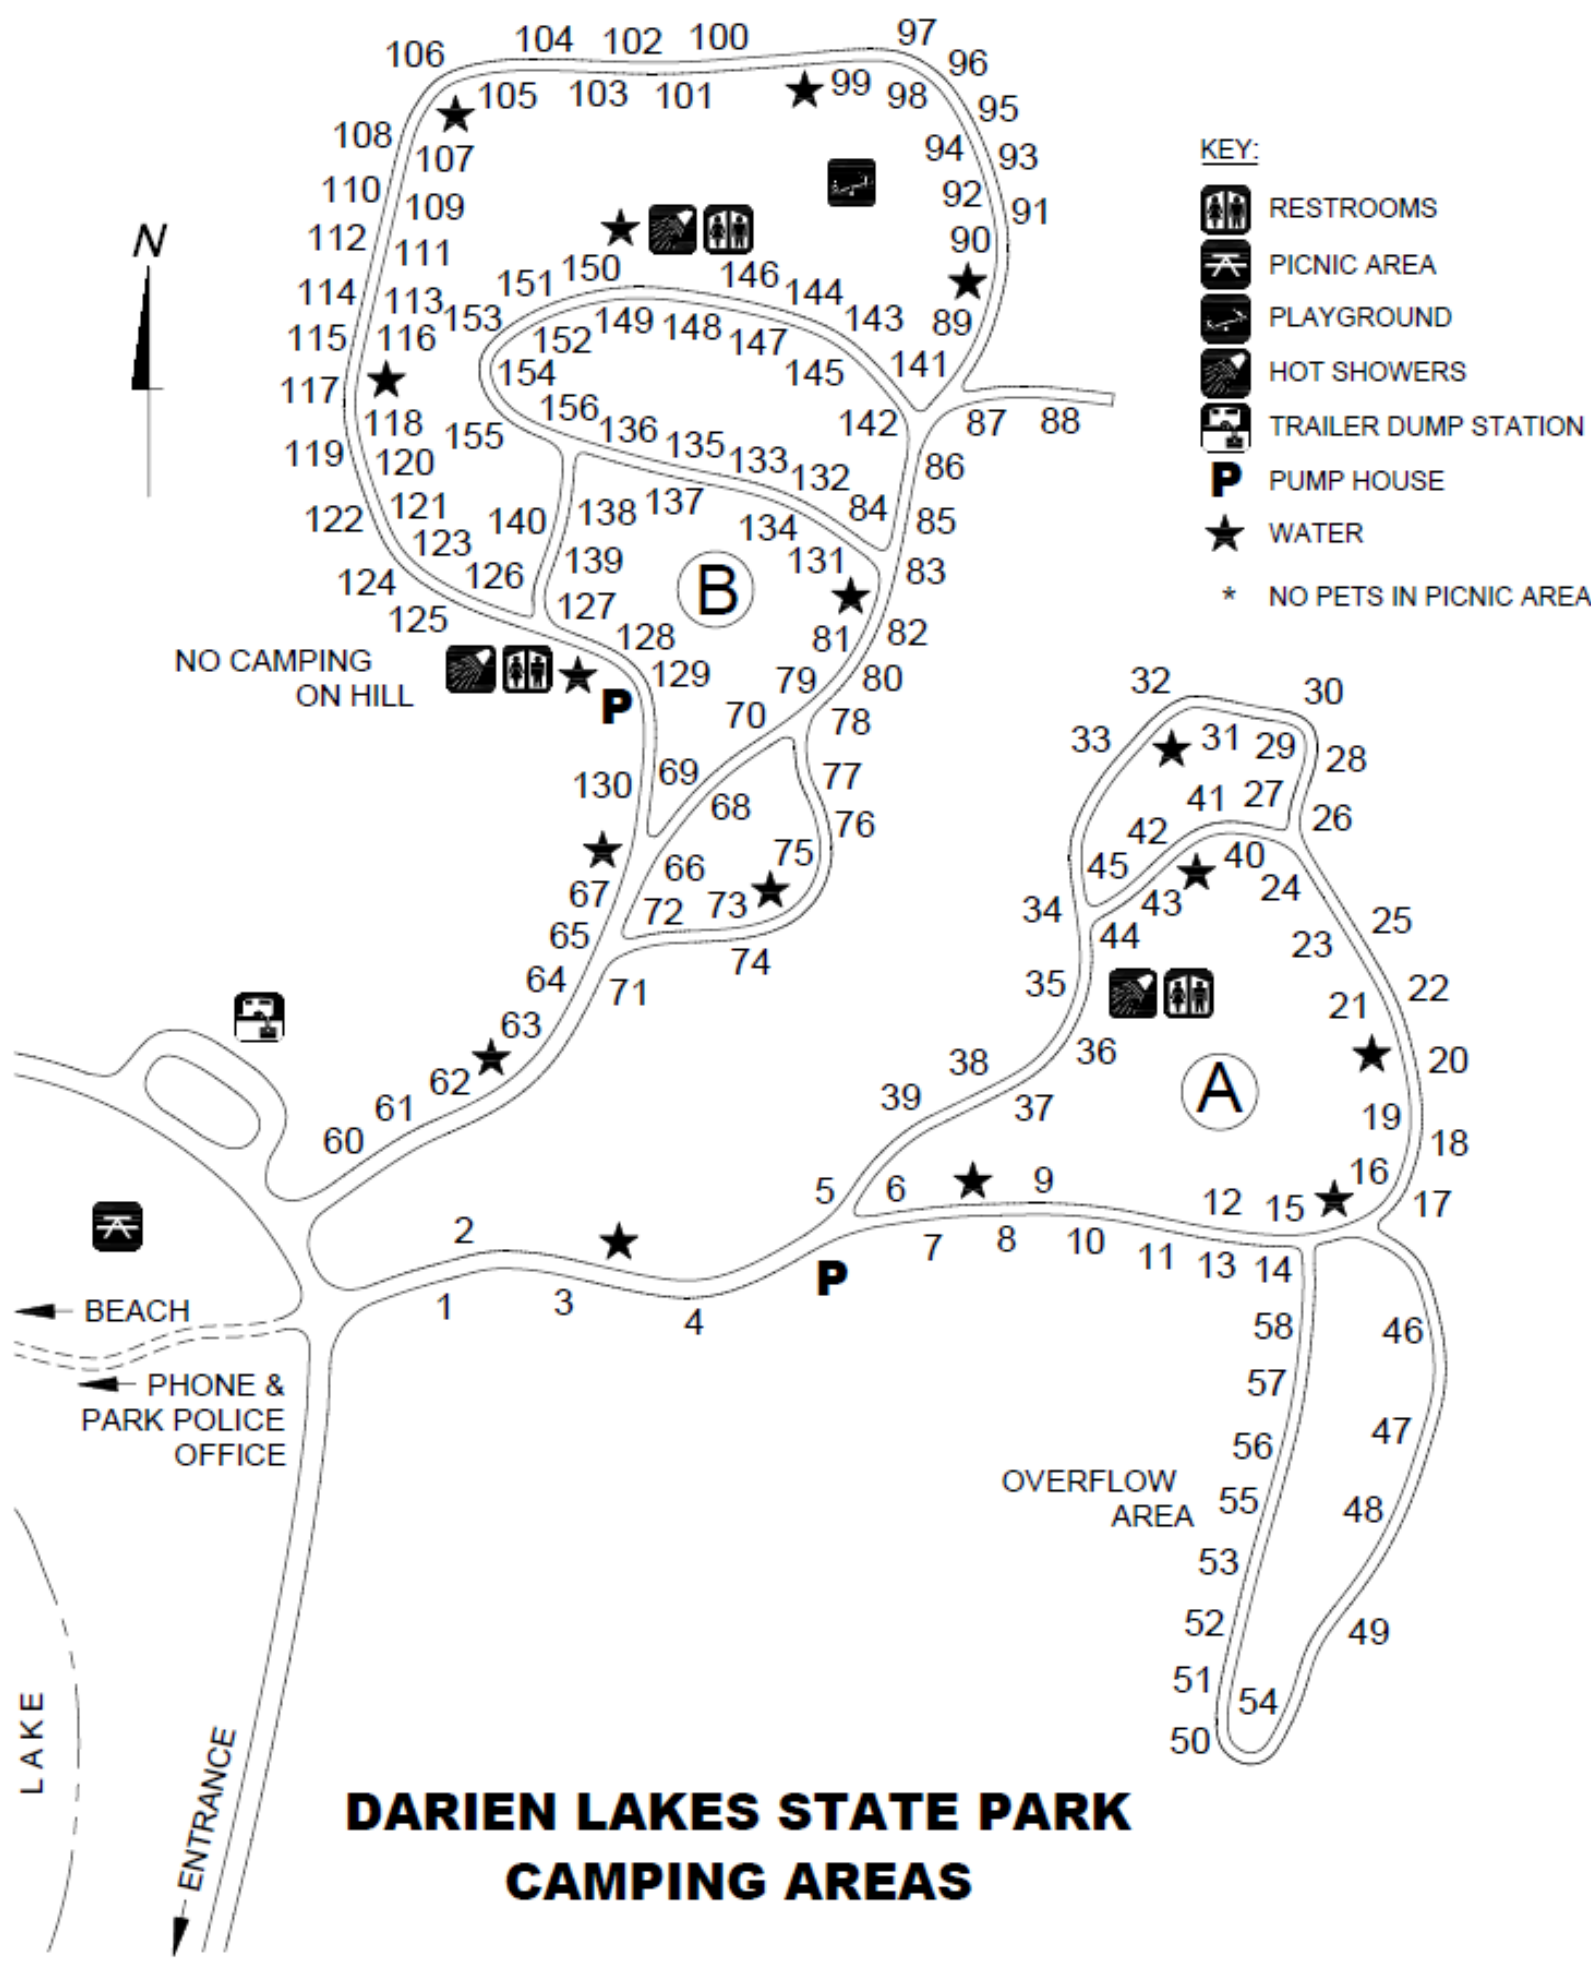 97
104 102 100
106
96
105 103 101 99 98
95
108
107
94 93
110
109
92 91
112
111
90
N
151 150 146
114 113 153
144
115 116
152 149 148 147 143 89
117
154 145 141
118
155
156 136 135 142 87 88
119 120
133 132 86
122 121
140 138 137 134 84 85
123
139 131 83
124 126
B
125
127
128 81 82
129 79 80
NO CAMPING
ON HILL
P
70 78
130 69 77
68 76
75
66
67 72 73
65
74
64 71
63
62
61
60
KEY:
RESTROOMS
PICNIC AREA
PLAYGROUND
HOT SHOWERS
TRAILER DUMP STATION
P PUMP HOUSE
WATER
* NO PETS IN PICNIC AREA
32 30
33 31 29 28
41 27
42 26
45 40
43 24
34 44 25
23
35 22
21
36 20
38
A
39 37 19
18
16
5 6 9 12 15 17
2
7 8 10 11 13 14
P
1 3 4
58 46
57
56 47
55 48
OVERFLOW
AREA
53
52 49
51
54
50
BEACH
PHONE &
PARK POLICE
OFFICE
LAKE
ENTRANCE
DARIEN LAKES STATE PARK
CAMPING AREAS